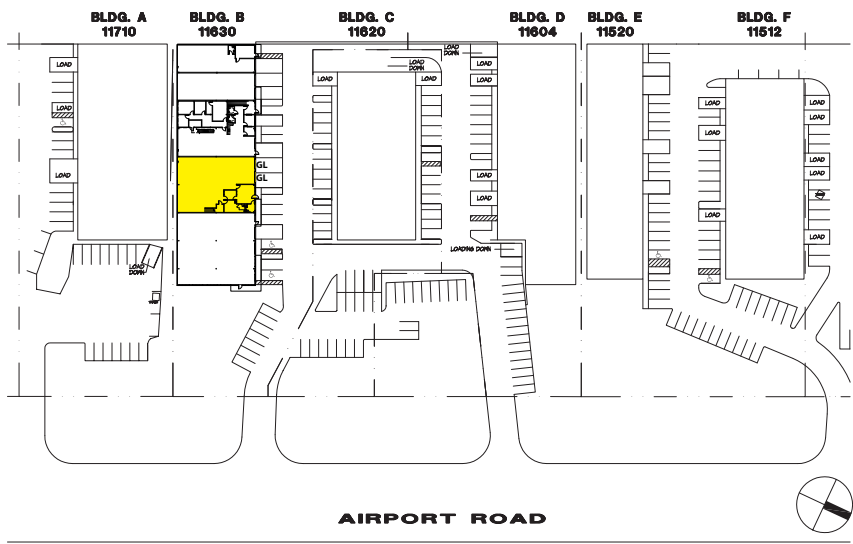 BLDG. A
11710
BLDG. B
11630
BLDG. C
11620
BLDG. D
11604
BLDG. E
11520
BLDG. F
11512
LOAD
DOWN
LOAD
LOAD
DOWN
LOAD
LOAD
LOAD
LOAD
LOAD
LOAD
LOAD
LOAD
LOAD
LOAD
GL
LOAD
LOAD
GL
LOAD
LOAD
LOAD
LOAD
LOAD
LOAD
LOADING DOWN
LOAD
DOWN
AIRPORT ROAD